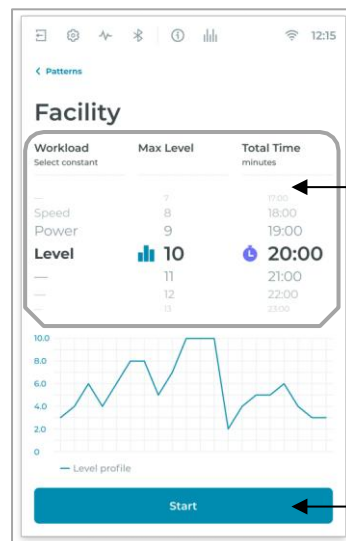 12:15
Patterns
Facility
Workload Max Level Total Time
Select constant minutes
— 7 17:00
Speed 8 18:00
Power 9 19:00
Level 10 20:00
— 11 21:00
— 12 22:00
13 23:00
10.0
8.0
6.0
4.0
2.0
0
Level profile
Start